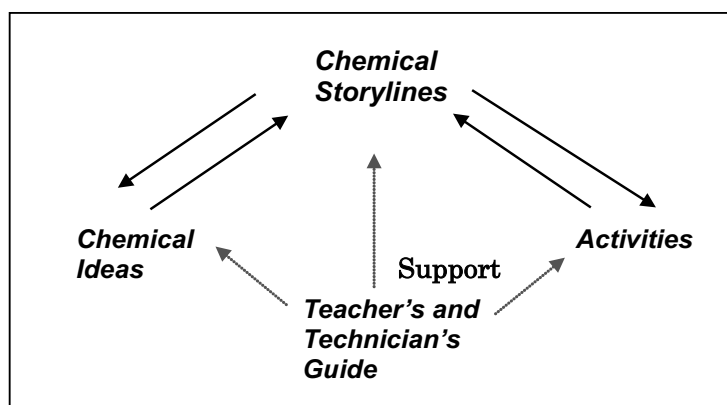 Chemical
Storylines
Chemical
Ideas
Activities
Support
Teacher’s and
Technician’s
Guide